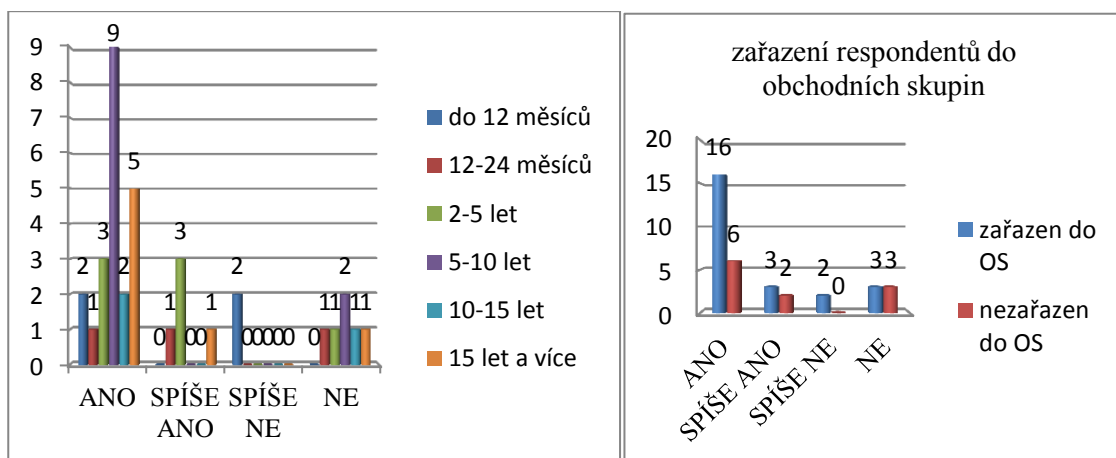 9
8
7
6
5
4
3
2
1
0
2 1 3 9 2 5
0 1 3 0 0 1
2 0 0 0 0 0
0 1 1 2 1 1
ANO SPÍŠE ANO SPÍŠE NE NE
do 12 měsíců
12-24 měsíců
2-5 let
5-10 let
10-15 let
15 let a více
zařazení respondentů do
obchodních skupin
20
15
10
5
0
16 6
3 2
2 0
3 3
ANO
SPÍŠE ANO
SPÍŠE NE
NE
zařazen do
OS
nezařazen
do OS